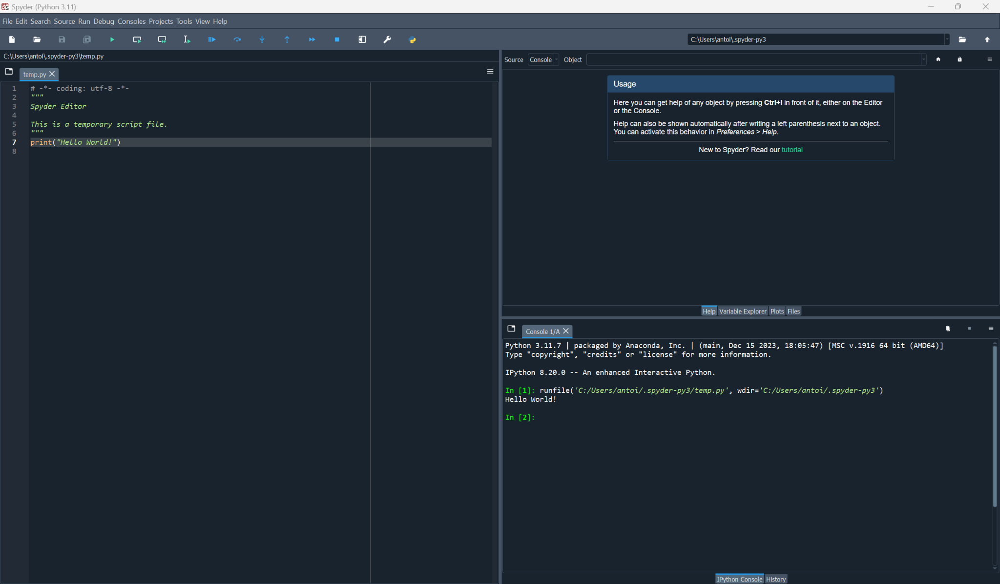 Spyder (Python 3.11)
File Edit Search Source Run Debug Consoles Projects Tools View Help
C:\Users\antoi\.spyder-py3
C:\Users\antoi\.spyder-py3\temp.py
temp.py
1 # -*- coding: utf-8 -*-
2 """
3 Spyder Editor
4
5 This is a temporary script file.
6 """
7 print("Hello World!")
8
Source Console Object
Usage
Here you can get help of any object by pressing Ctrl+I in front of it, either on the Editor
or the Console.
Help can also be shown automatically after writing a left parenthesis next to an object.
You can activate this behavior in Preferences > Help.
New to Spyder? Read our tutorial
Help Variable Explorer Plots Files
Console 1/A
Python 3.11.7 | packaged by Anaconda, Inc. | (main, Dec 15 2023, 18:05:47) [MSC v.1916 64 bit (AMD64)]
Type "copyright", "credits" or "license" for more information.
IPython 8.20.0 -- An enhanced Interactive Python.
In [1]: runfile('C:/Users/antoi/.spyder-py3/temp.py', wdir='C:/Users/antoi/.spyder-py3')
Hello World!
In [2]:
IPython Console History